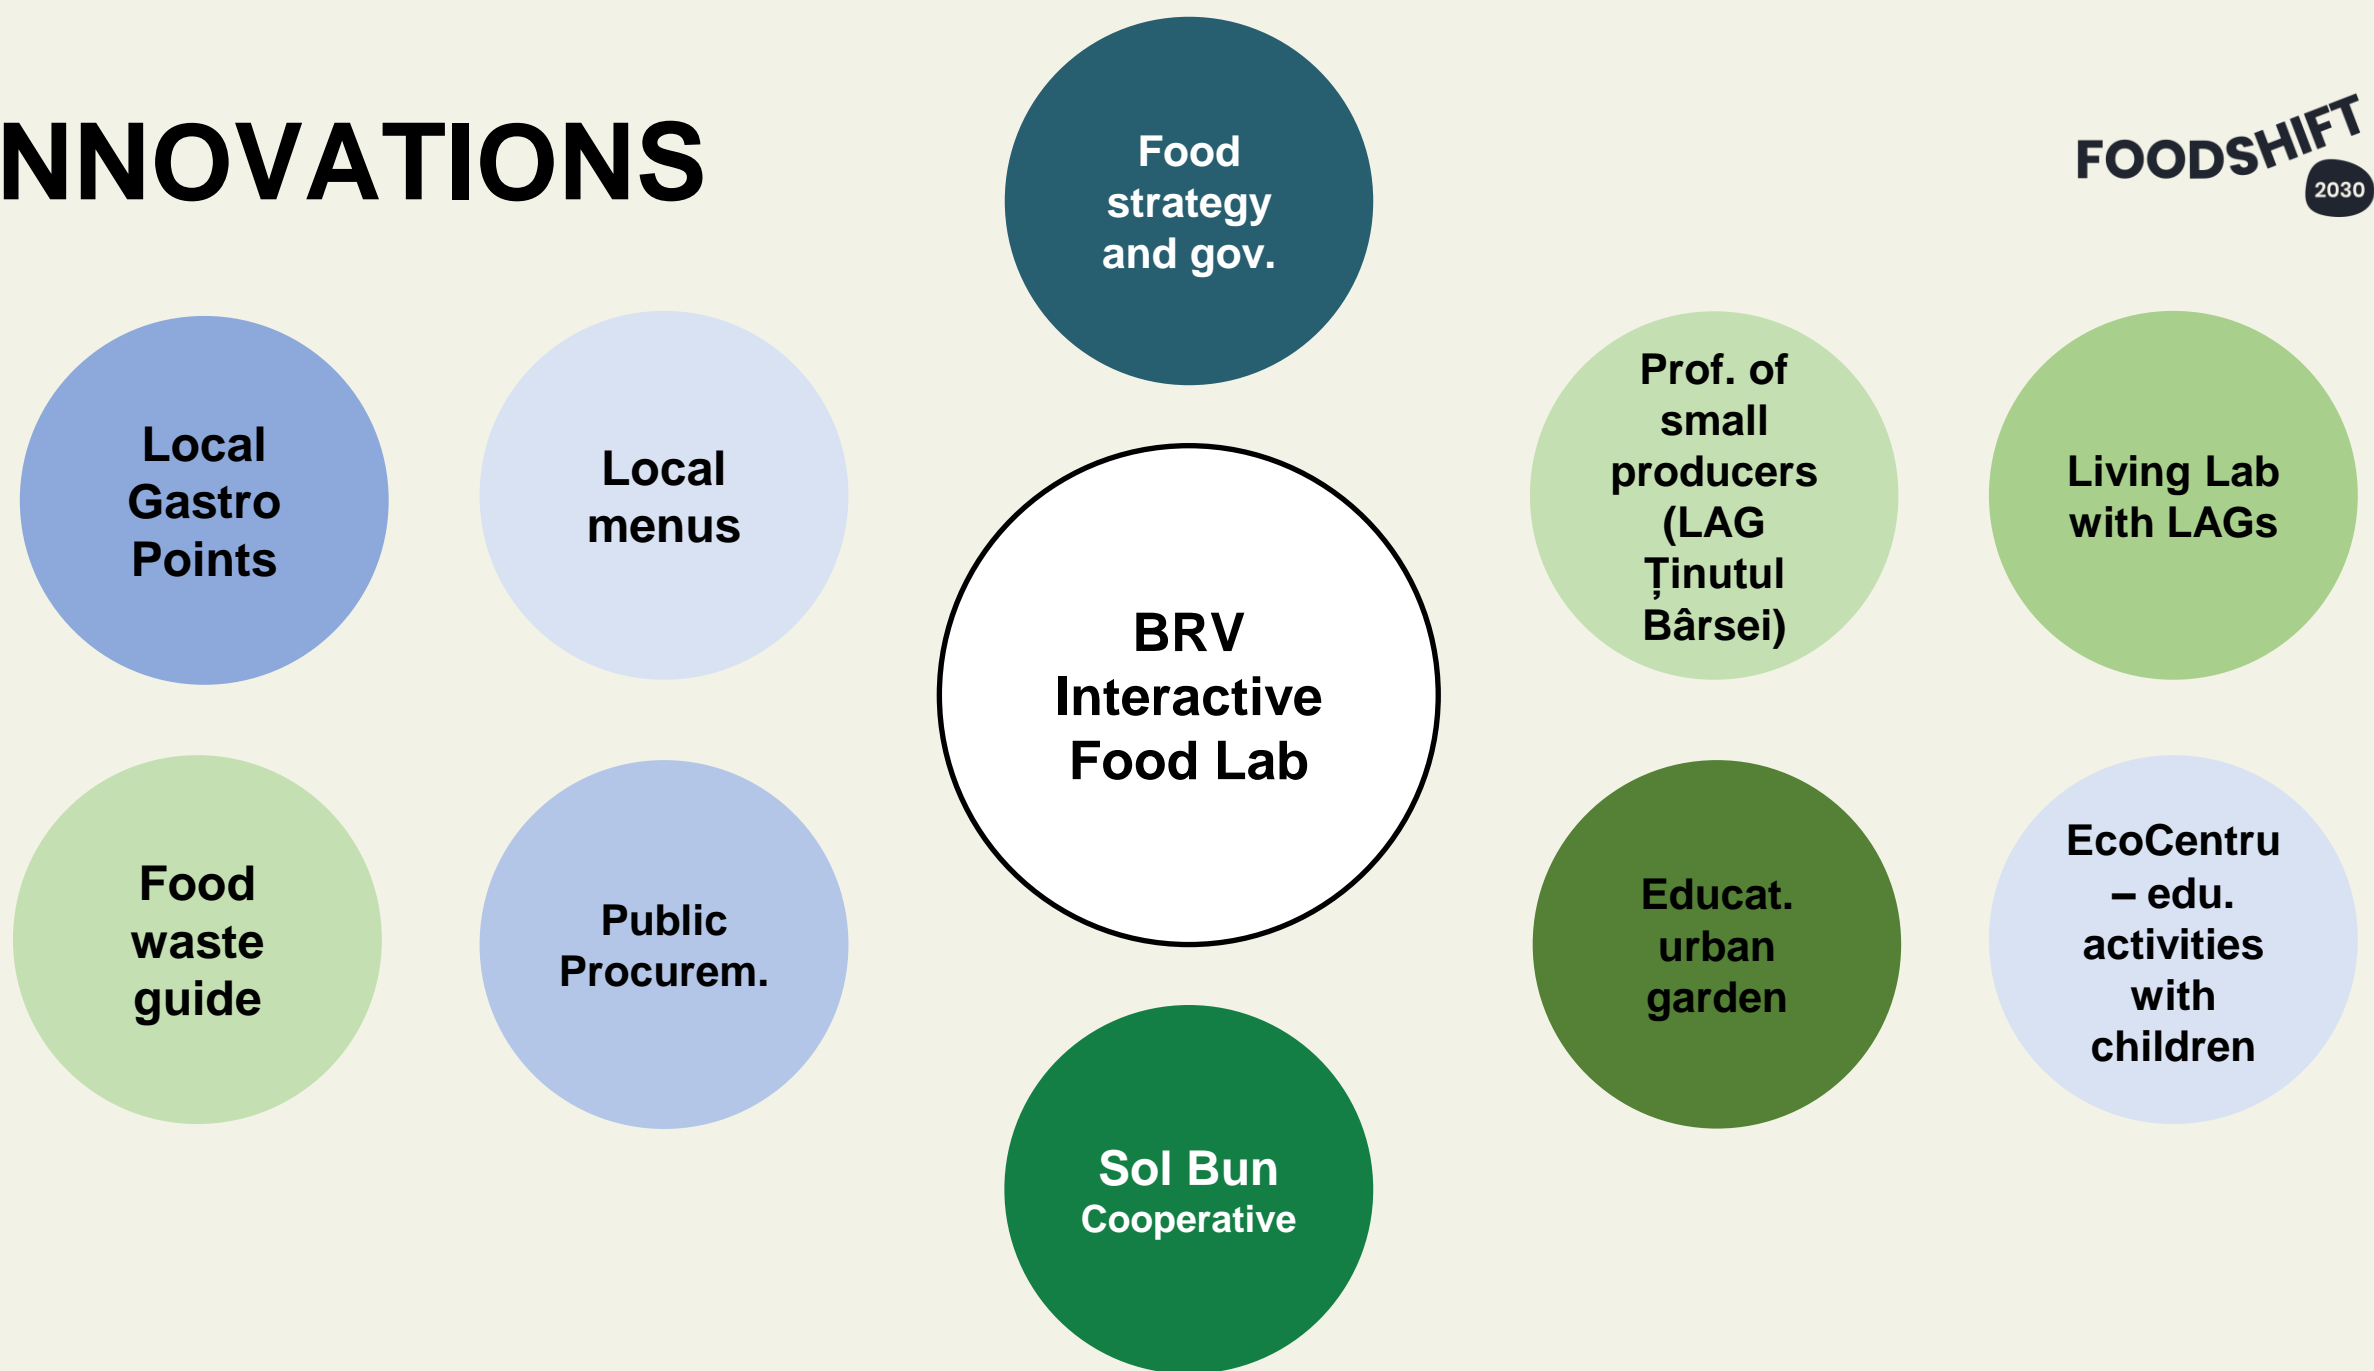 NNOVATIONS
FOODSHIFT
2030
Food
strategy
and gov.
Local
Gastro
Points
Local
menus
BRV
Interactive
Food Lab
Prof. of
small
producers
(LAG
Ținutul
Bârsei)
Living Lab
with LAGs
Food
waste
guide
Public
Procurem.
Educat.
urban
garden
EcoCentru
– edu.
activities
with
children
Sol Bun
Cooperative